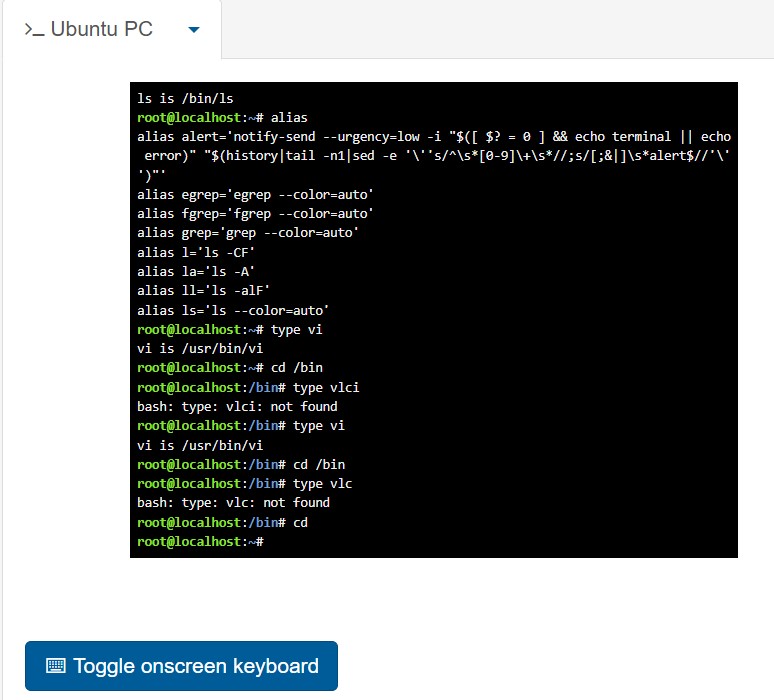 >_ Ubuntu PC
ls is /bin/ls
root@localhost:~# alias
alias alert='notify-send --urgency=low -i "$([ $? = 0 ] && echo terminal || echo
 error)" "$(history|tail -n1|sed -e '\''s/^\s*[0-9]\+\s*//;s/[;&|]\s*alert$//'\'
')"'
alias egrep='egrep --color=auto'
alias fgrep='fgrep --color=auto'
alias grep='grep --color=auto'
alias l='ls -CF'
alias la='ls -A'
alias ll='ls -alF'
alias ls='ls --color=auto'
root@localhost:~# type vi
vi is /usr/bin/vi
root@localhost:~# cd /bin
root@localhost:/bin# type vlci
bash: type: vlci: not found
root@localhost:/bin# type vi
vi is /usr/bin/vi
root@localhost:/bin# cd /bin
root@localhost:/bin# type vlc
bash: type: vlc: not found
root@localhost:/bin# cd
root@localhost:~#
Toggle onscreen keyboard